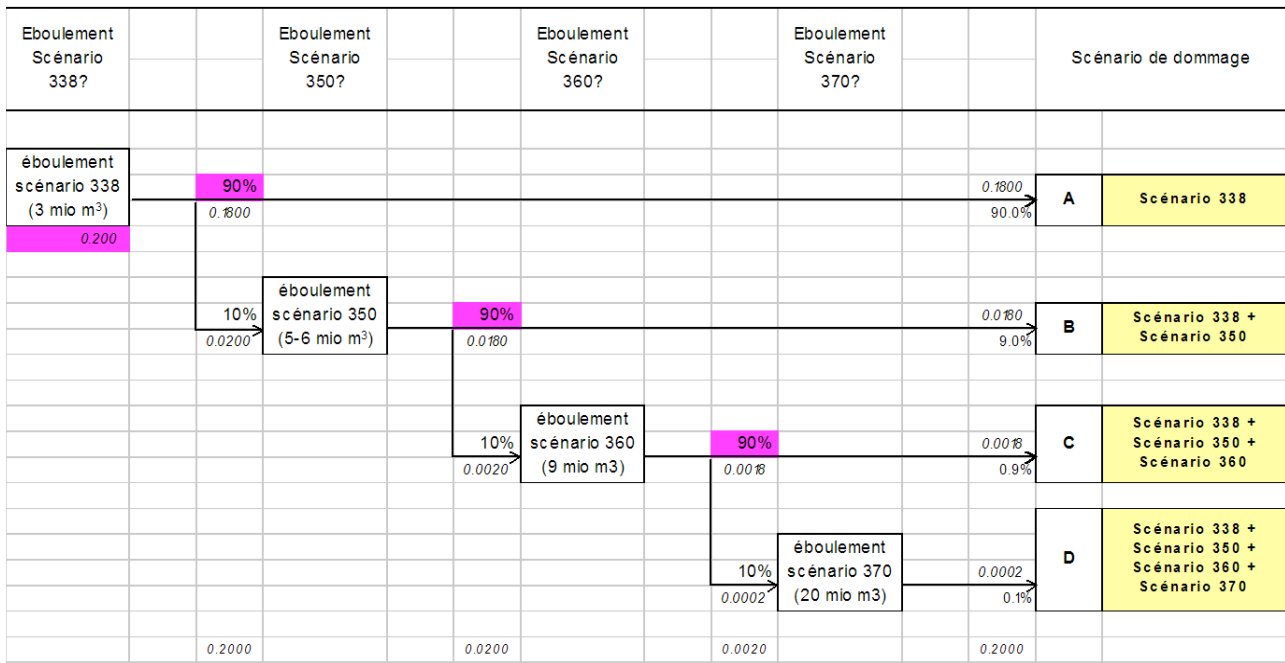 Eboulement
Scénario
338?
Eboulement
Scénario
350?
Eboulement
Scénario
360?
Eboulement
Scénario
370?
Scénario de dommage
éboulement
scénario 338
(3 mio m³)
0.200
90%
0.1800
0.1800
90.0%
A
Scénario 338
10%
0.0200
éboulement
scénario 350
(5-6 mio m³)
90%
0.0180
0.0180
9.0%
B
Scénario 338 +
Scénario 350
10%
0.0020
éboulement
scénario 360
(9 mio m3)
90%
0.0018
0.0018
0.9%
C
Scénario 338 +
Scénario 350 +
Scénario 360
10%
0.0002
éboulement
scénario 370
(20 mio m3)
0.0002
0.1%
D
Scénario 338 +
Scénario 350 +
Scénario 360 +
Scénario 370
0.2000
0.0200
0.0020
0.2000